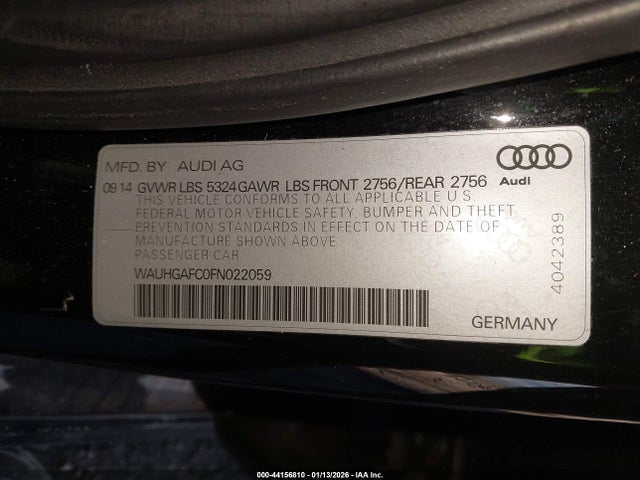 MFD. BY AUDI AG
09 14 GVWR LBS 5324 GAWR LBS FRONT 2756/REAR 2756
Audi
THIS VEHICLE CONFORMS TO ALL APPLICABLE U S
FEDERAL MOTOR VEHICLE SAFETY, BUMPER AND THEFT
PREVENTION STANDARDS IN EFFECT ON THE DATE OF
MANUFACTURE SHOWN ABOVE
PASSENGER CAR
WAUHGAFC0FN022059
4042389
GERMANY
000-44156810 - 01/13/2026 - IAA Inc.